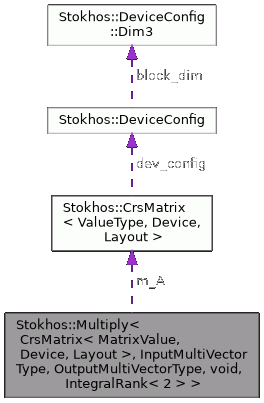 Stokhos::DeviceConfig
::Dim3
block_dim
Stokhos::DeviceConfig
dev_config
Stokhos::CrsMatrix
< ValueType, Device,
Layout >
m_A
Stokhos::Multiply<
CrsMatrix< MatrixValue,
Device, Layout >, InputMultiVector
Type, OutputMultiVectorType, void,
IntegralRank< 2 > >